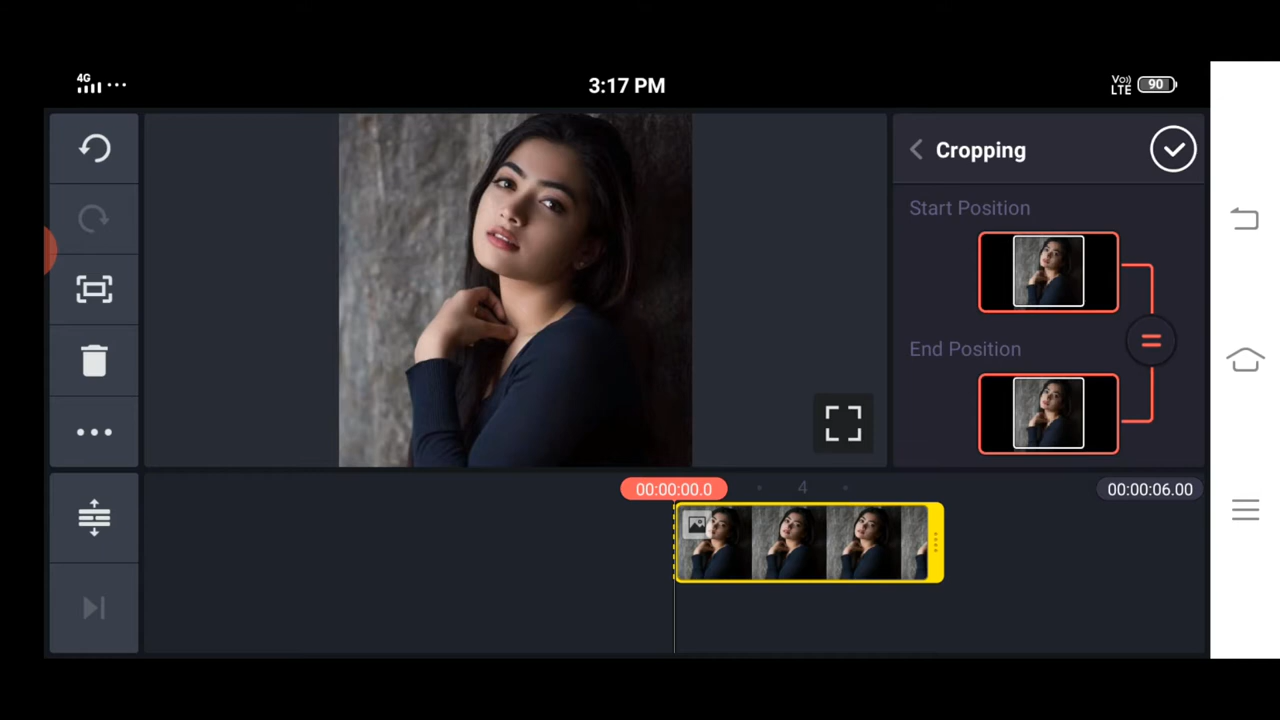 4G
3:17 PM
Vo))
LTE
90
Cropping
Start Position
End Position
00:00:00.0
4
00:00:06.00